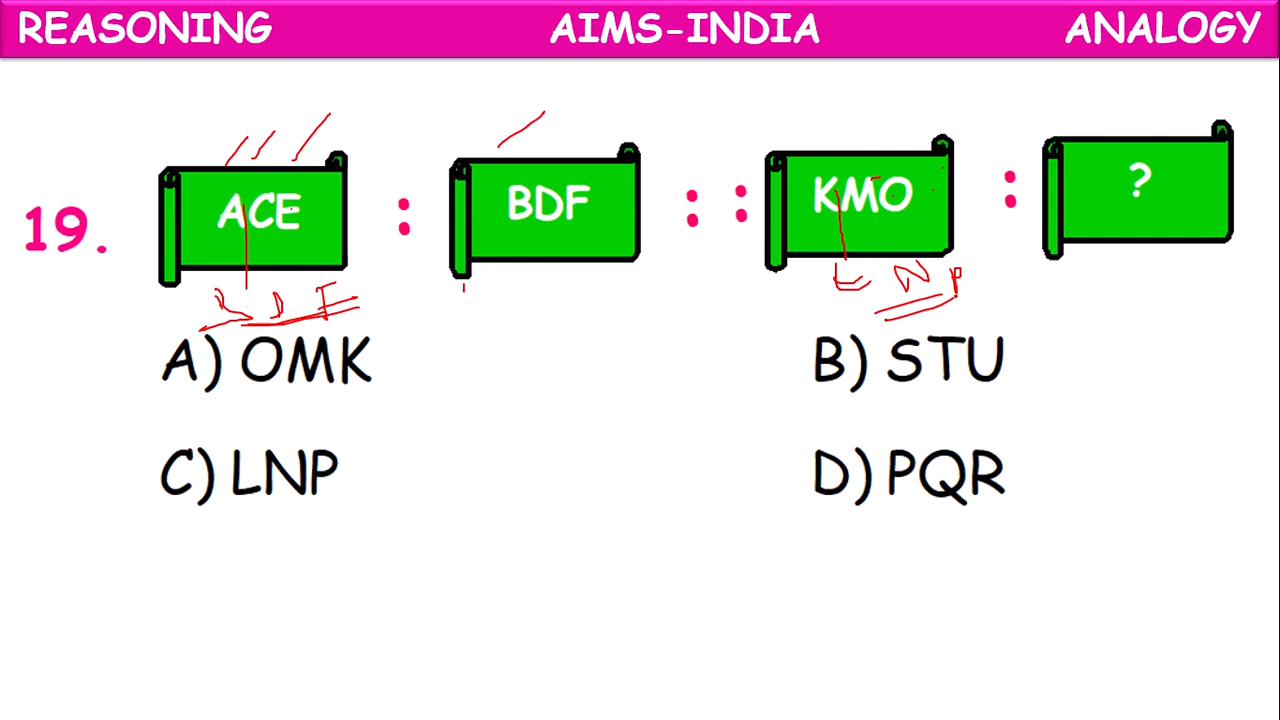 REASONING AIMS-INDIA ANALOGY
19. ACE : BDF : : KMO : ?
D N P
A) OMK B) STU
C) LNP D) PQR